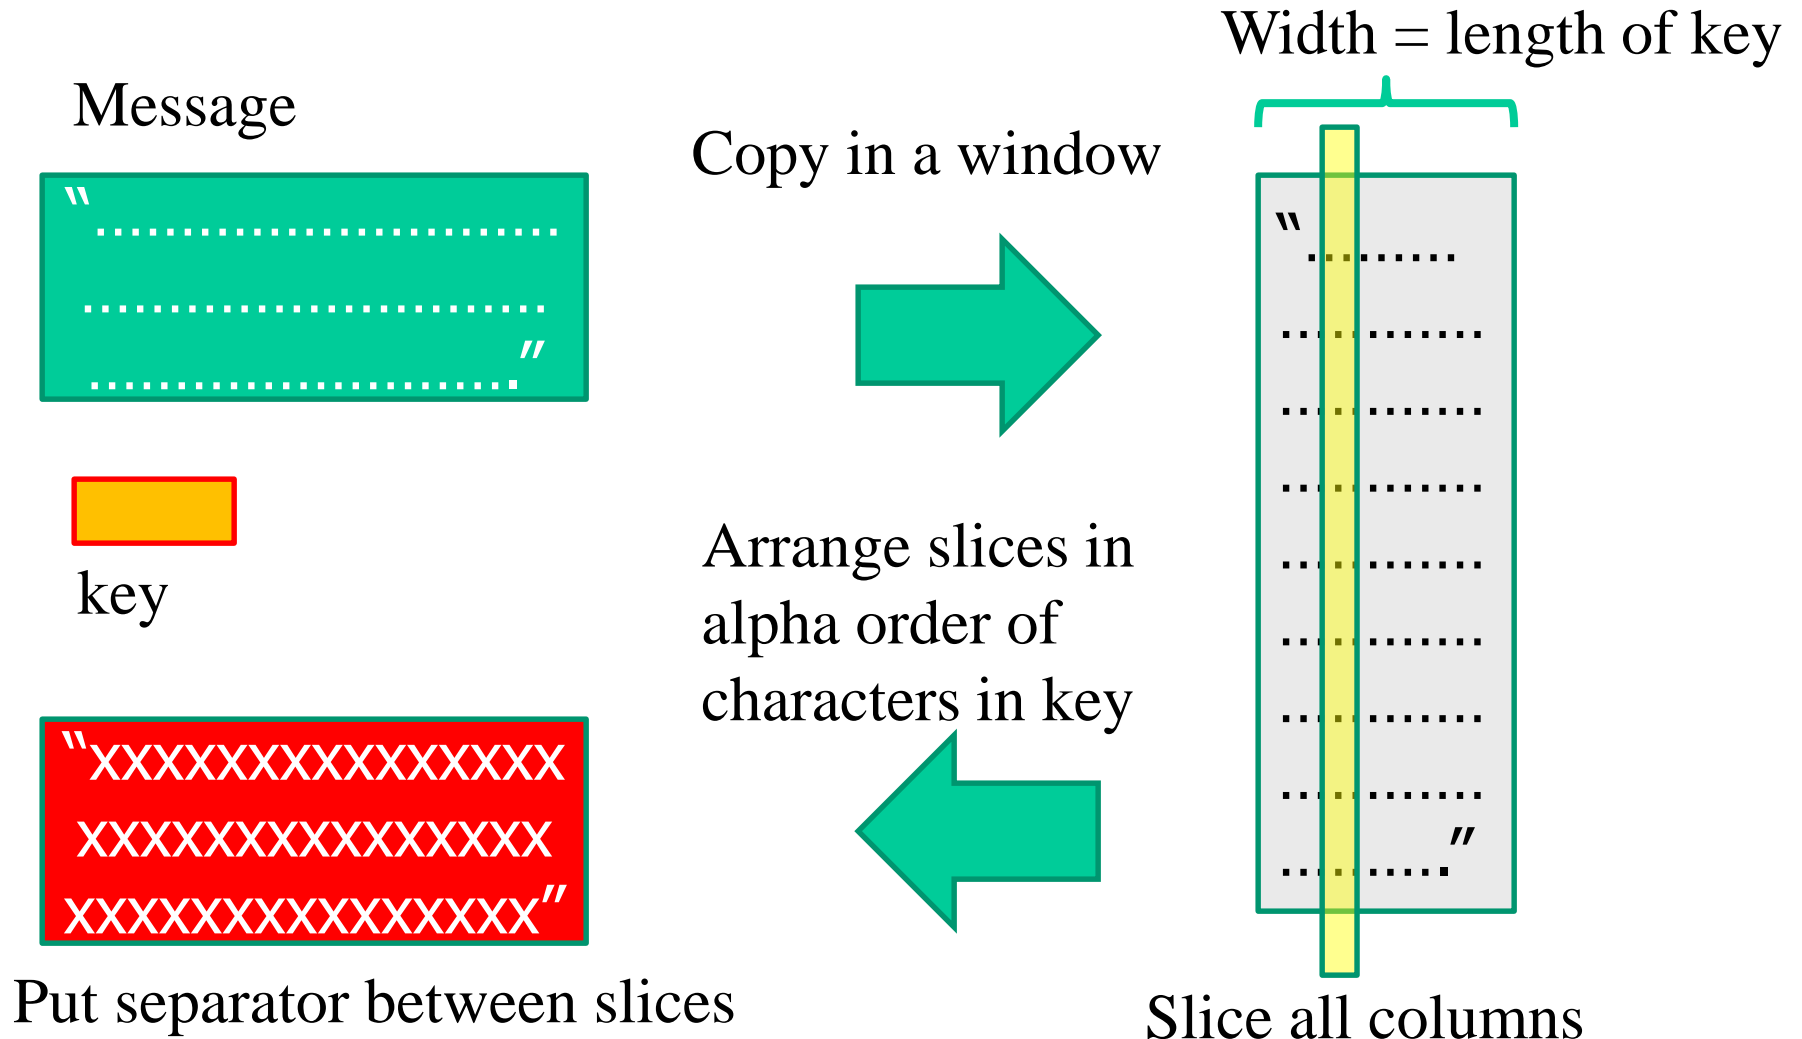 Width = length of key
Message
Copy in a window
“...........................
...........................
.........................”
key
Arrange slices in
alpha order of
characters in key
“xxxxxxxxxxxxxxx
xxxxxxxxxxxxxxx
xxxxxxxxxxxxxxx”
Put separator between slices
“.........
............
............
............
............
............
............
............
..........”
Slice all columns